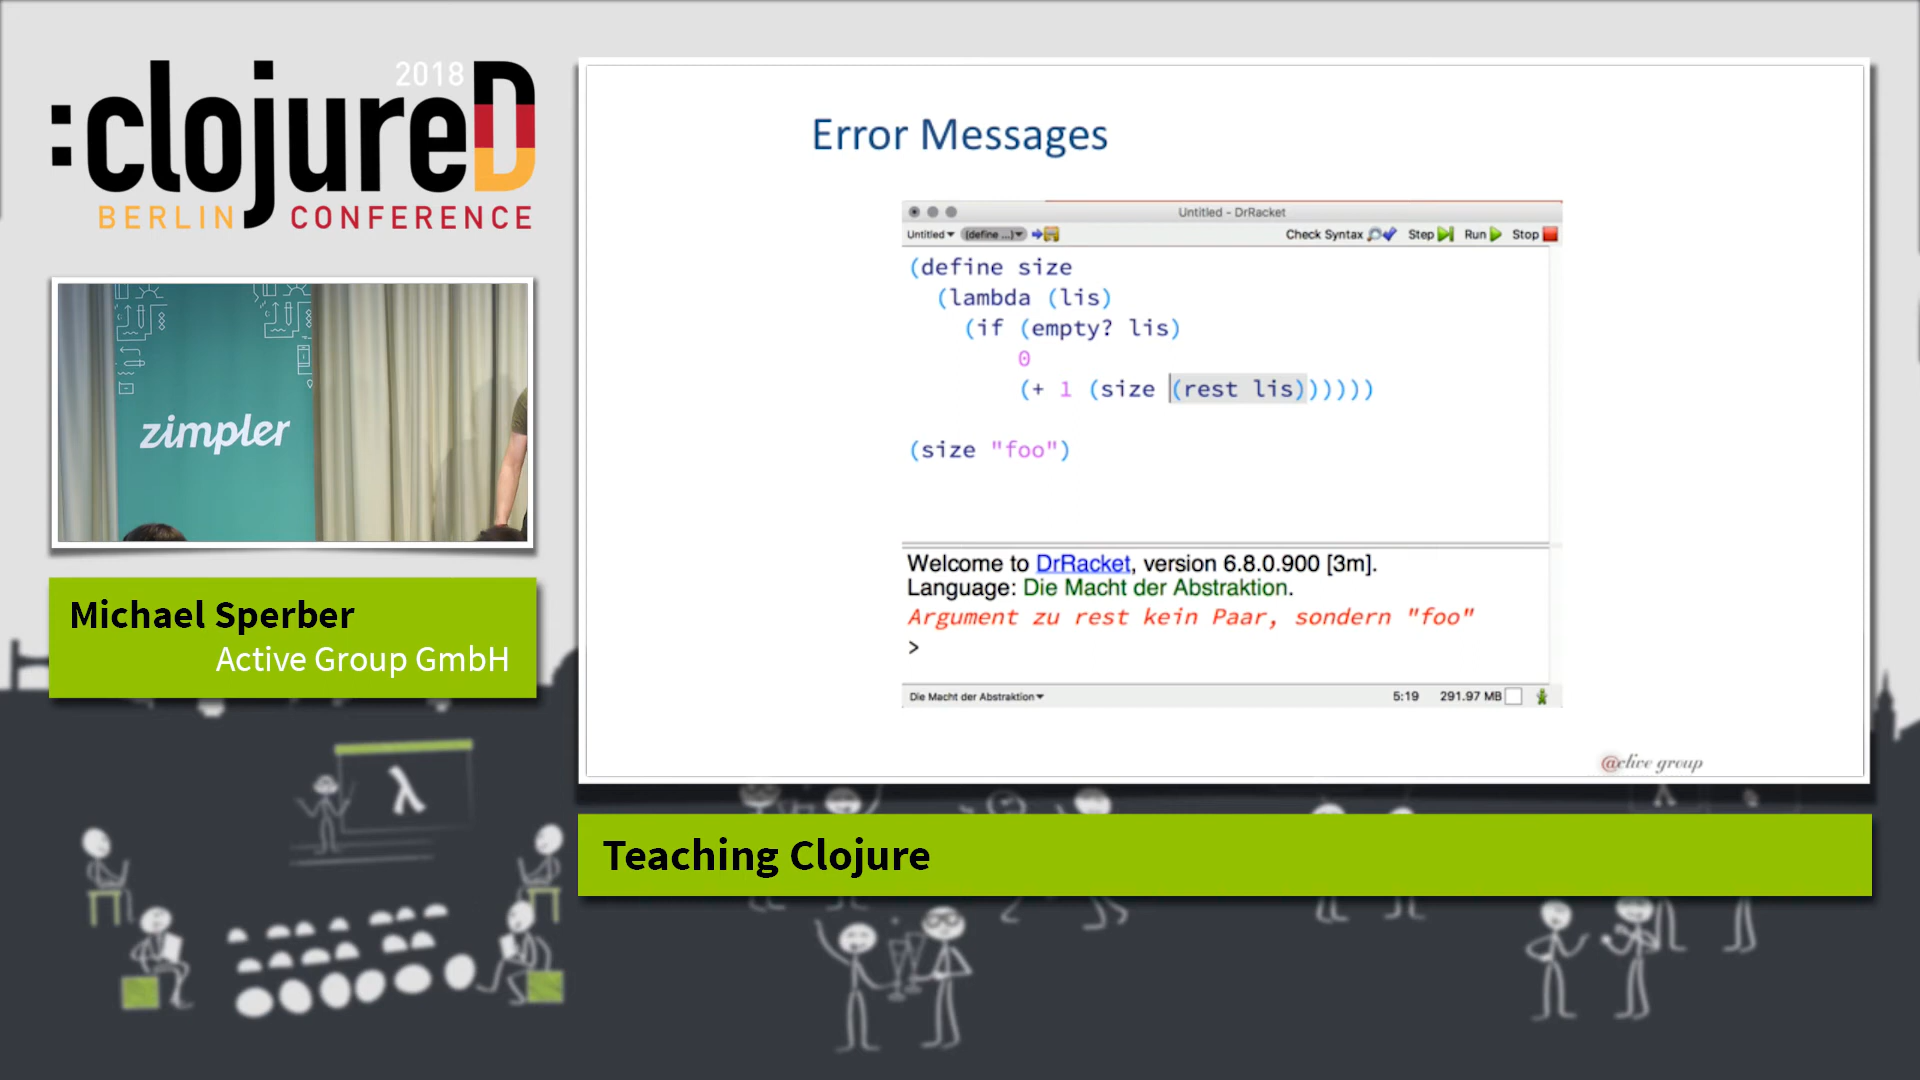 2018
:clojureD
BERLIN CONFERENCE
zimpler
Michael Sperber
Active Group GmbH
Error Messages
Untitled - DrRacket
Untitled (define ...) Check Syntax Step Run Stop
(define size
(lambda (lis)
(if (empty? lis)
0
(+ 1 (size (rest lis))))))
(size "foo")
Welcome to DrRacket, version 6.8.0.900 [3m].
Language: Die Macht der Abstraktion.
Argument zu rest kein Paar, sondern "foo"
>
Die Macht der Abstraktion 5:19 291.97 MB
@ctive group
Teaching Clojure
λ